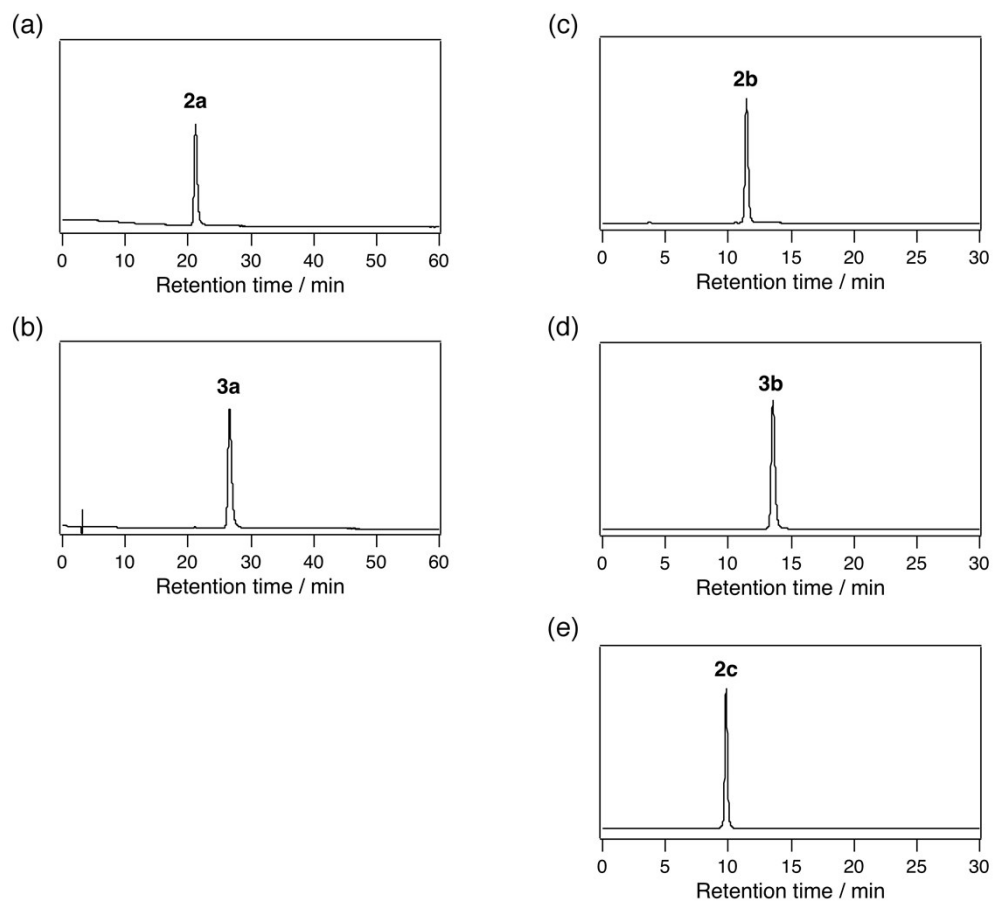 (a)
2a
0 10 20 30 40 50 60
Retention time / min
(b)
3a
0 10 20 30 40 50 60
Retention time / min
(c)
2b
0 5 10 15 20 25 30
Retention time / min
(d)
3b
0 5 10 15 20 25 30
Retention time / min
(e)
2c
0 5 10 15 20 25 30
Retention time / min